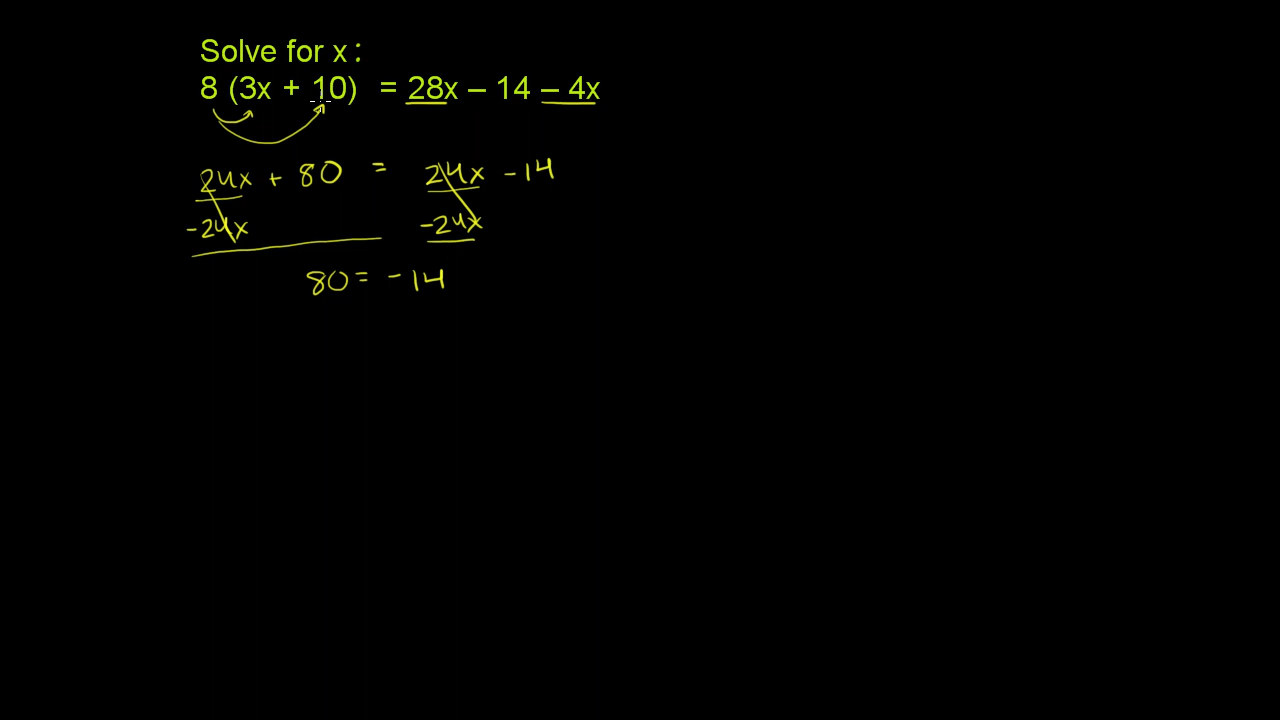 Solve for x:
8 (3x + 10) = 28x – 14 – 4x
24x + 80 = 24x - 14
-24x -24x
80 = -14